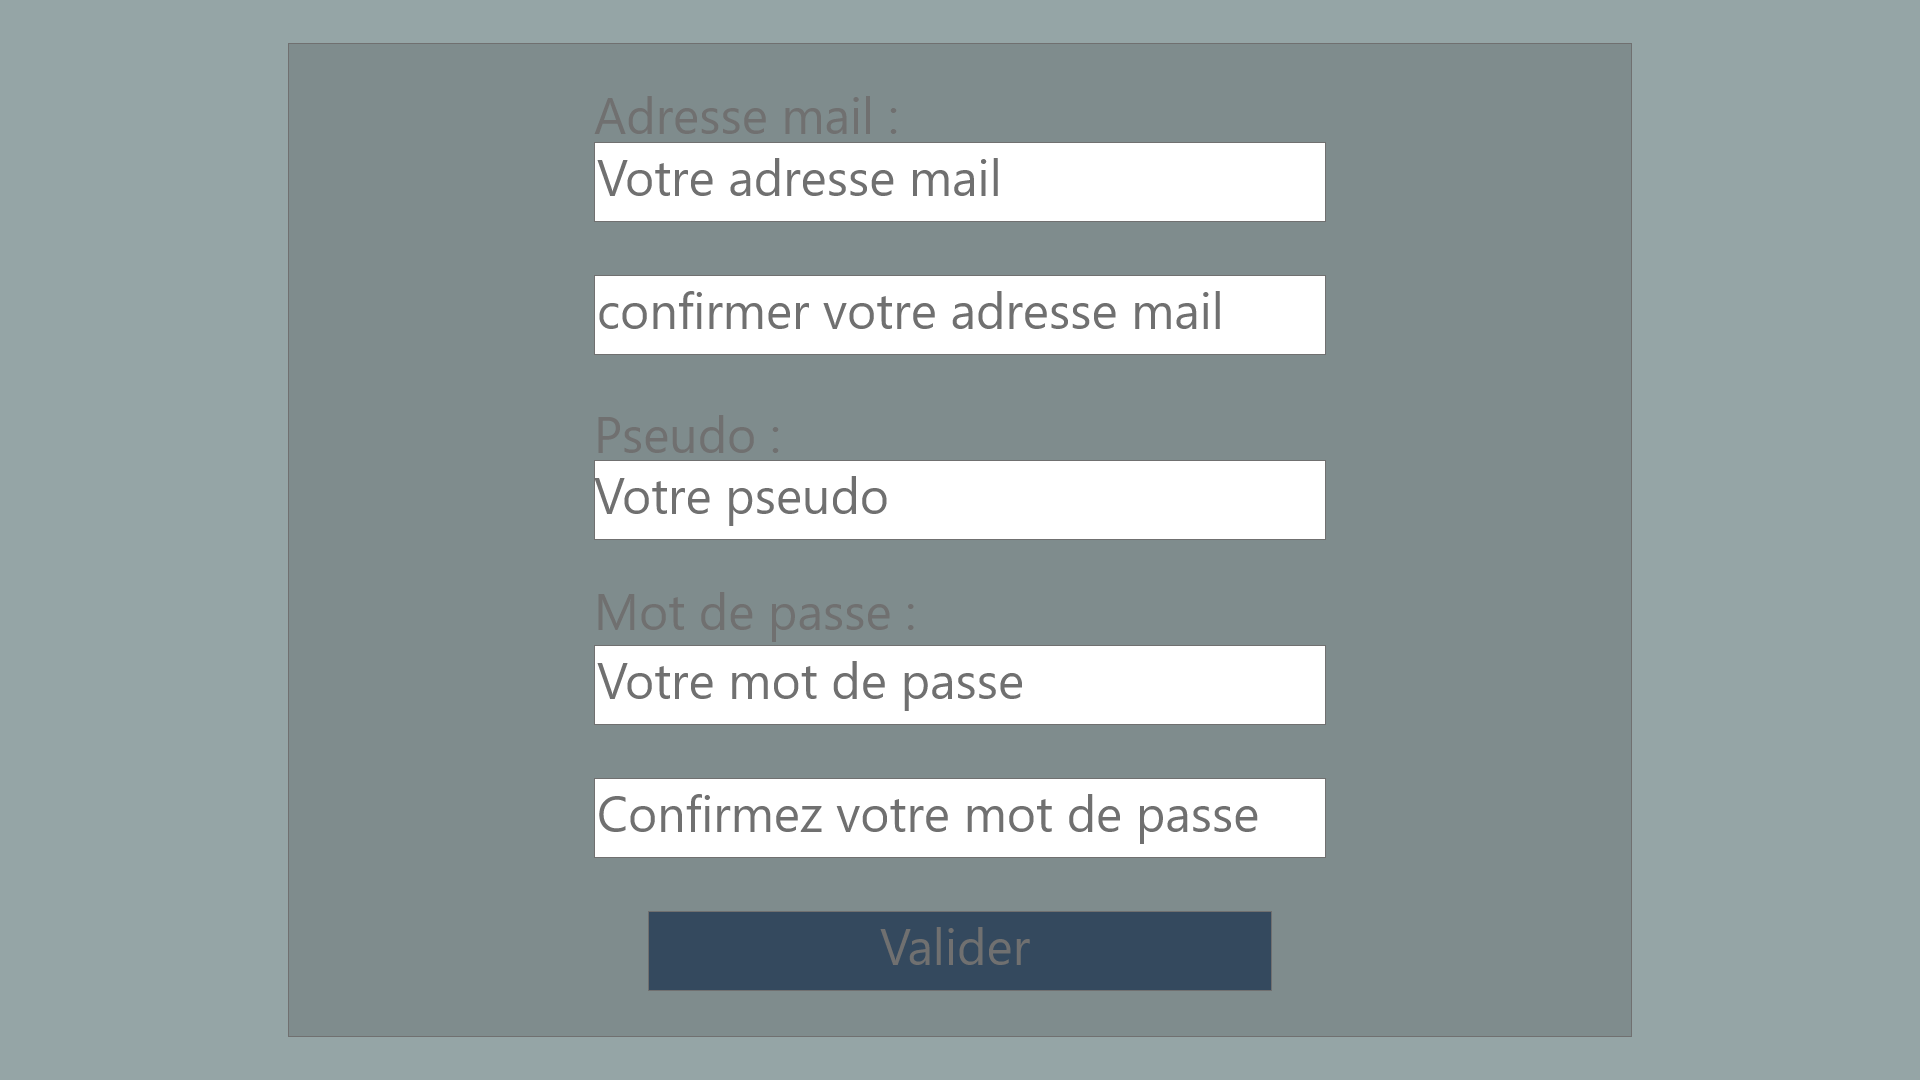 Adresse mail :
Votre adresse mail
confirmer votre adresse mail
Pseudo :
Votre pseudo
Mot de passe :
Votre mot de passe
Confirmez votre mot de passe
Valider